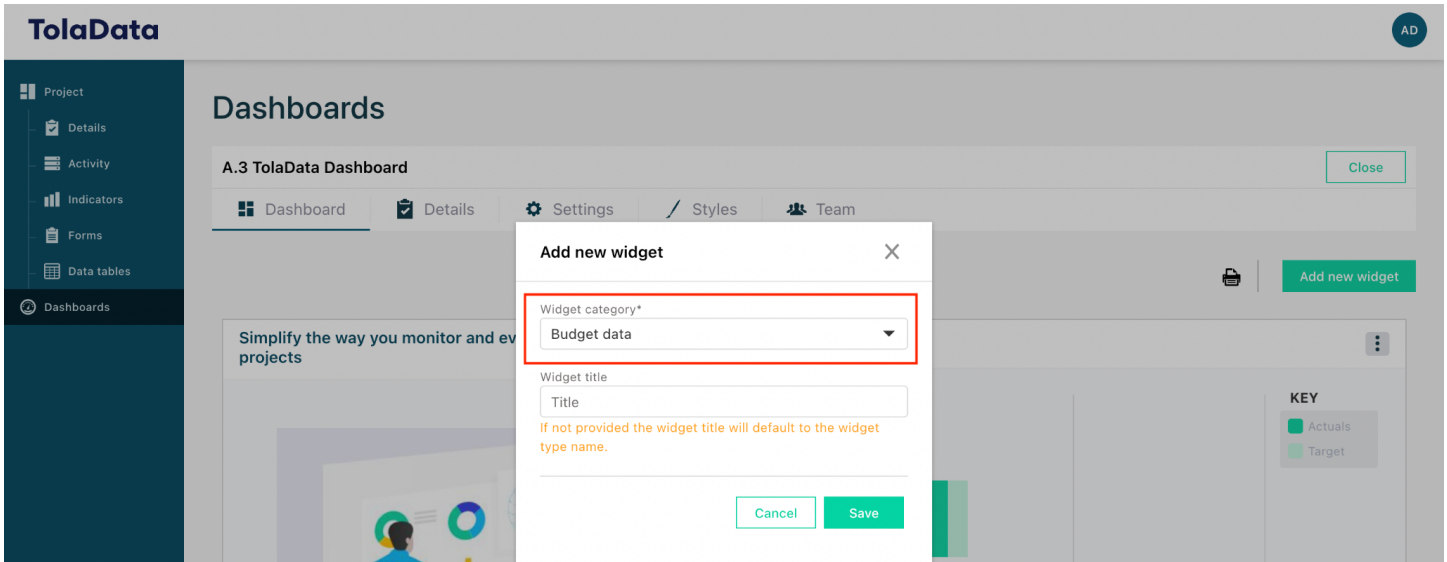 TolaData
AD
Project
Details
Activity
Indicators
Forms
Data tables
Dashboards
Dashboards
A.3 TolaData Dashboard
Close
Dashboard
Details
Settings
Styles
Team
Add new widget
Simplify the way you monitor and ev
projects
KEY
Actuals
Target
Add new widget
Widget category*
Budget data
Widget title
Title
If not provided the widget title will default to the widget
type name.
Cancel
Save